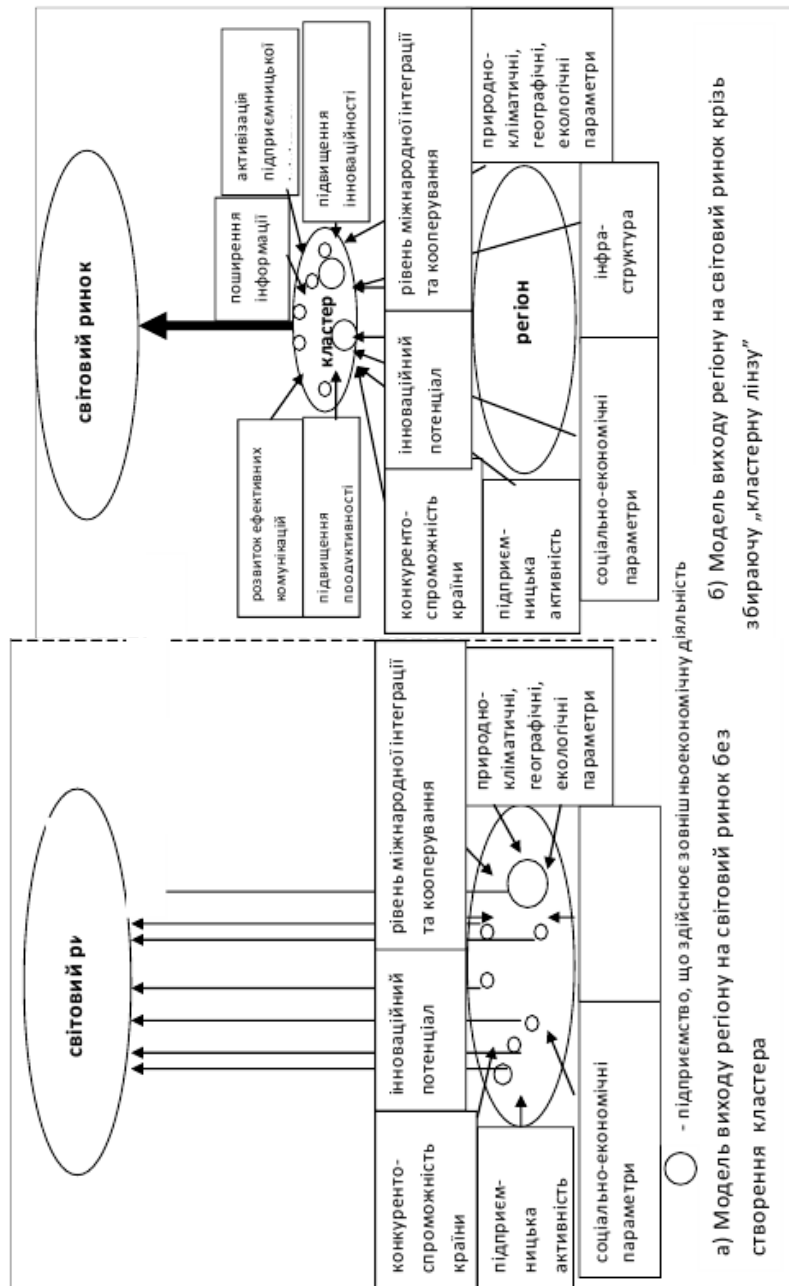 світовий ри
рівень міжнародної інтеграції
та кооперування
інноваційний
потенціал
конкуренто-
спроможність
країни
природно-
кліматичні,
географічні,
екологічні
параметри
підприєм-
ницька
активність
соціально-економічні
параметри
світовий ринок
активізація
підприємницької
поширення
інформації
підвищення
інноваційності
кластер
розвиток ефективних
комунікацій
підвищення
продуктивності
рівень міжнародної інтеграції
та кооперування
інноваційний
потенціал
конкуренто-
спроможність
країни
природно-
кліматичні,
географічні,
екологічні
параметри
регіон
підприєм-
ницька
активність
інфра-
структура
соціально-економічні
параметри
- підприємство, що здійснює зовнішньоекономічну діяльність
а) Модель виходу регіону на світовий ринок без
створення кластера
б) Модель виходу регіону на світовий ринок крізь
збираючу „кластерну лінзу”